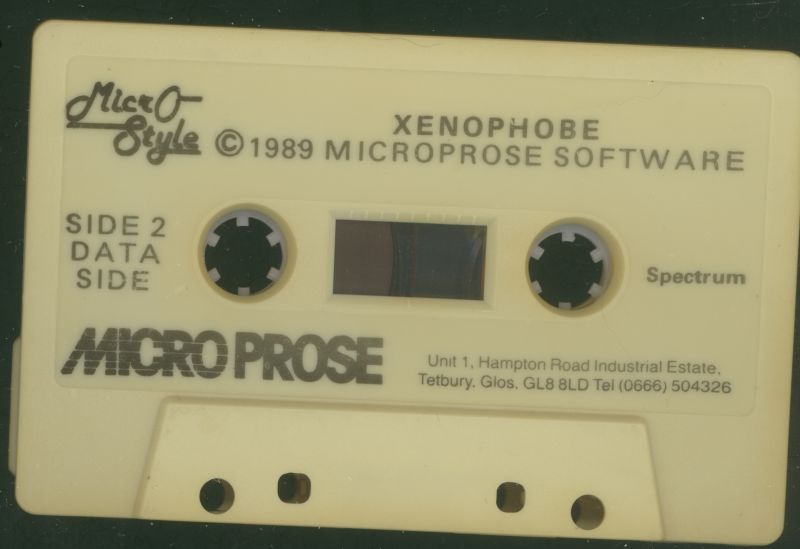 MicrO
Style
XENOPHOBE
© 1989 MICROPROSE SOFTWARE
SIDE 2
DATA
SIDE
Spectrum
MICROPROSE
Unit 1, Hampton Road Industrial Estate,
Tetbury. Glos. GL8 8LD Tel (0666) 504326